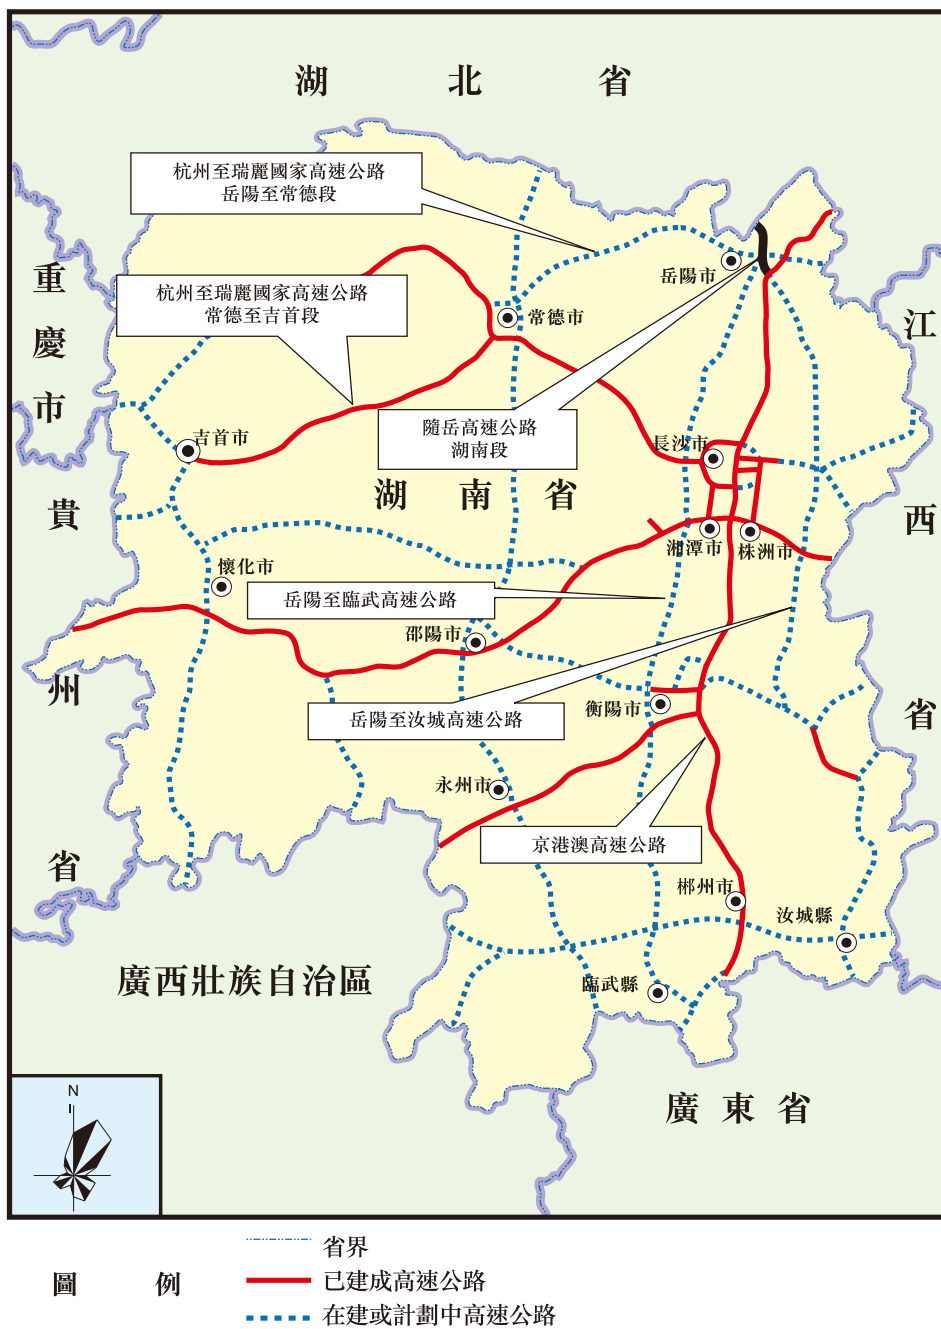 湖北省
杭州至瑞麗國家高速公路
岳陽至常德段
重慶市
岳陽市
杭州至瑞麗國家高速公路
常德至吉首段
常德市
江西省
隨岳高速公路
湖南段
吉首市
長沙市
湖南省
貴州省
湘潭市
株洲市
懷化市
岳陽至臨武高速公路
邵陽市
岳陽至汝城高速公路
衡陽市
永州市
京港澳高速公路
郴州市
汝城縣
廣西壯族自治區
臨武縣
廣東省
N
圖例
省界
已建成高速公路
在建或計劃中高速公路